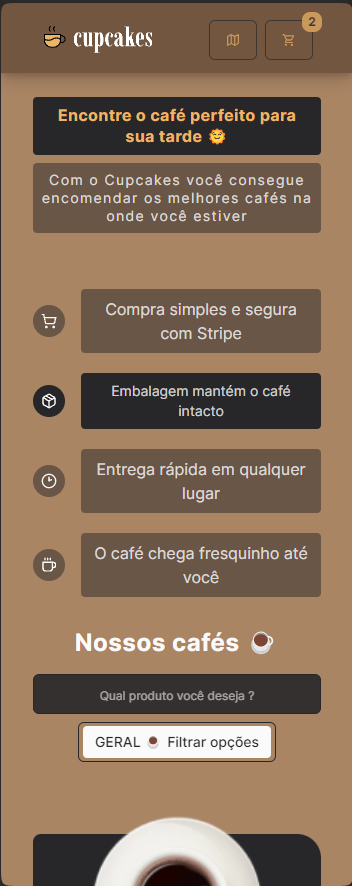 cupcakes
2
Encontre o café perfeito para
sua tarde 🌞
Com o Cupcakes você consegue
encomendar os melhores cafés na
onde você estiver
Compra simples e segura
com Stripe
Embalagem mantém o café
intacto
Entrega rápida em qualquer
lugar
O café chega fresquinho até
você
Nossos cafés ☕
Qual produto você deseja ?
GERAL ☕ Filtrar opções